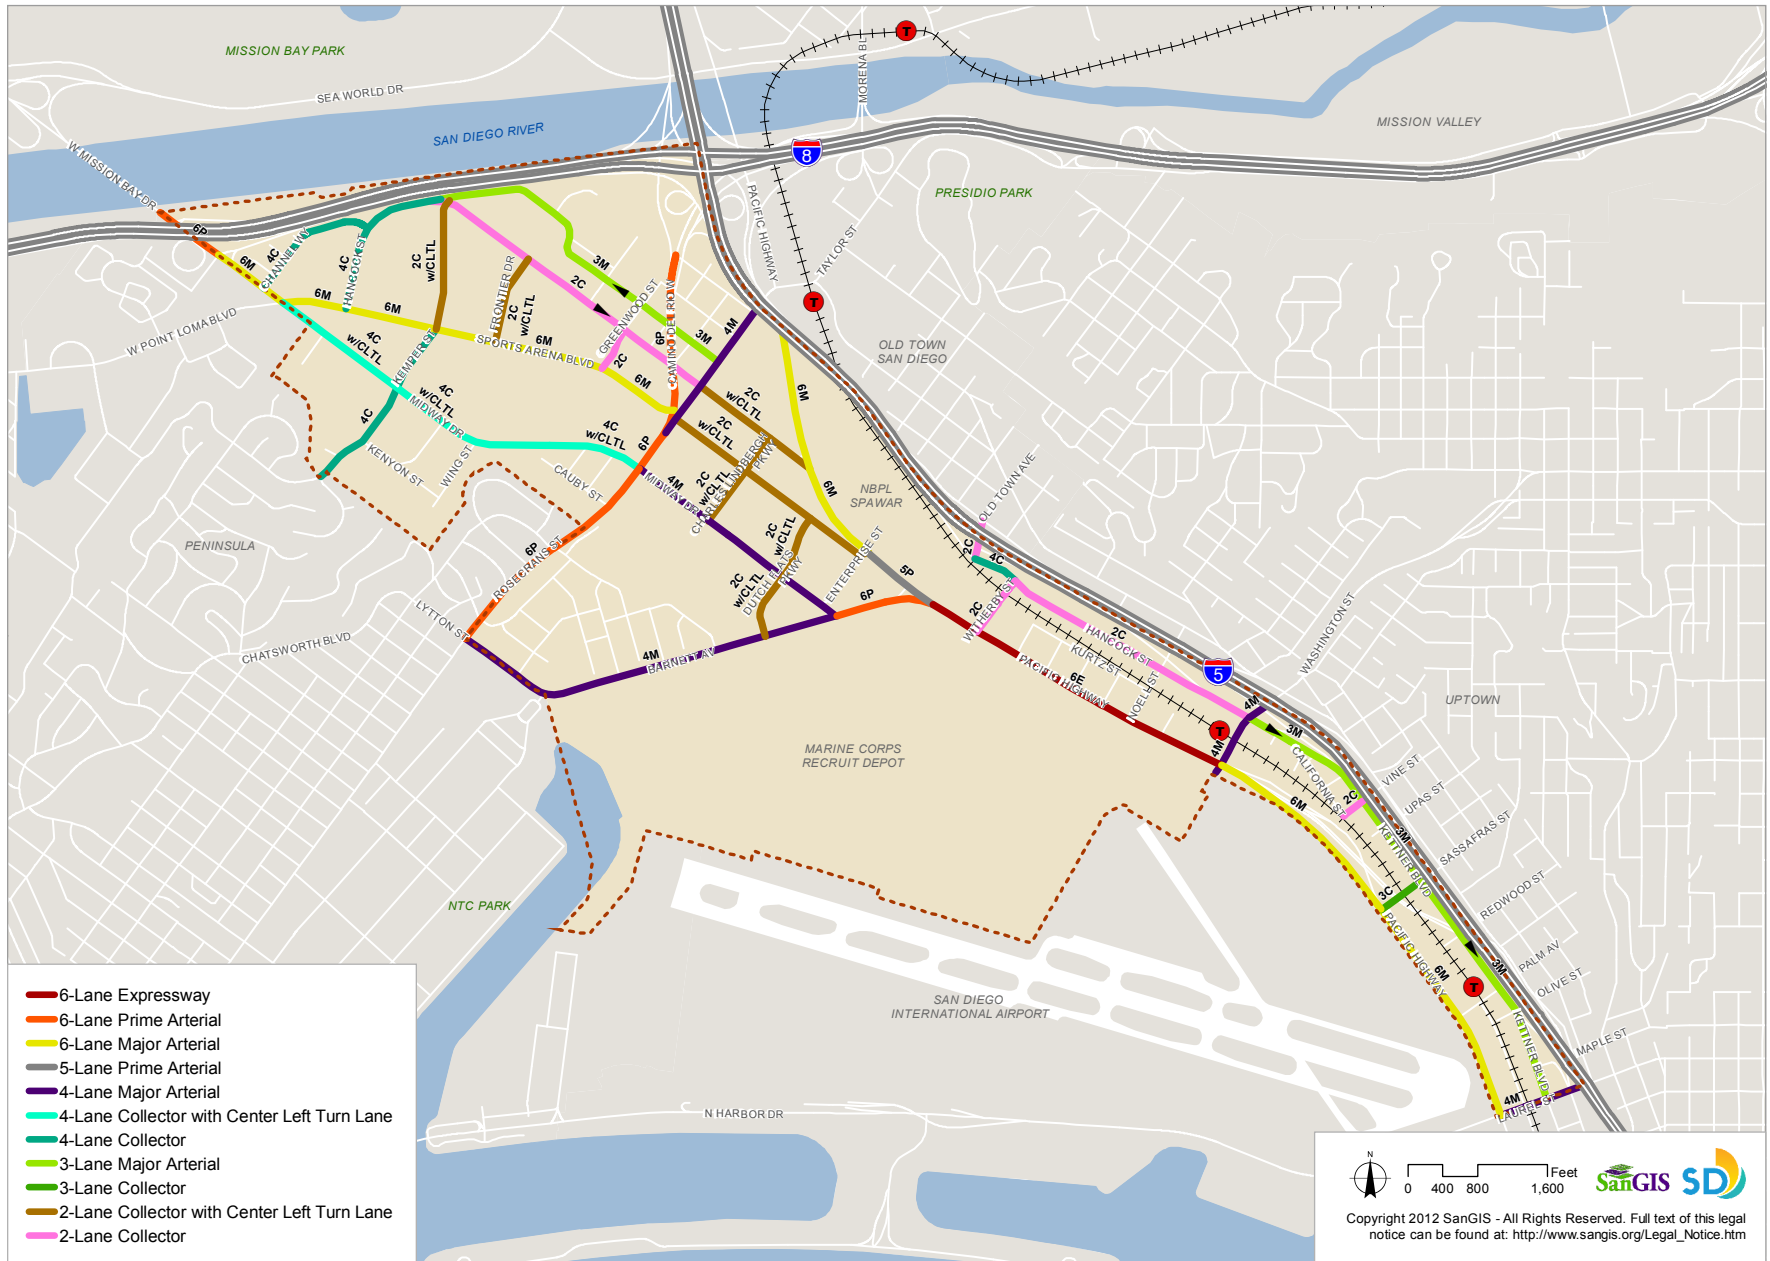 MISSION BAY PARK
SEA WORLD DR
SAN DIEGO RIVER
W MISSION BAY DR
MORENA BL
T
8
MISSION VALLEY
PRESIDIO PARK
PACIFIC HIGHWAY
TAYLOR ST
T
OLD TOWN
SAN DIEGO
6P
6M
4C
CHANNEL WY
4C
HANCOCK ST
2C
w/CLTL
6M
6M
W POINT LOMA BLVD
FRONTIER DR
2C
w/CLTL
2C
3M
GREENWOOD ST
6P
CAMINO DEL RIO W
3M
4M
4C
w/CLTL
KEMPER ST
SPORTS ARENA BLVD
6M
2C
6M
4C
w/CLTL
MIDWAY DR
4C
KENYON ST
WING ST
4C
w/CLTL
CAUBY ST
6P
2C
w/CLTL
2C
w/CLTL
6M
6M
4M
MIDWAY DR
2C
w/CLTL
CHARLES LINDBERGH
PKWY
NBPL
SPAWAR
OLD TOWN AVE
PENINSULA
6P
ROSECRANS ST
LYTTON ST
CHATSWORTH BLVD
2C
w/CLTL
2C
w/CLTL
DUTCH FLATS
PKWY
ENTERPRISE ST
5P
6P
4M
BARNETT AV
2C
4C
2C
WITHERBY ST
HANCOCK ST
2C
KURTZ ST
PACIFIC HIGHWAY
6E
NOELL ST
5
WASHINGTON ST
UPTOWN
4M
4M
T
3M
CALIFORNIA ST
VINE ST
UPAS ST
SASSAFRAS ST
2C
6M
KETTNER BLVD
3M
3C
REDWOOD ST
PACIFIC HIGHWAY
6M
3M
PALM AV
OLIVE ST
T
KETTNER BLVD
MAPLE ST
4M
LAUREL ST
MARINE CORPS
RECRUIT DEPOT
NTC PARK
SAN DIEGO
INTERNATIONAL AIRPORT
N HARBOR DR
6-Lane Expressway
6-Lane Prime Arterial
6-Lane Major Arterial
5-Lane Prime Arterial
4-Lane Major Arterial
4-Lane Collector with Center Left Turn Lane
4-Lane Collector
3-Lane Major Arterial
3-Lane Collector
2-Lane Collector with Center Left Turn Lane
2-Lane Collector
N
Feet
0 400 800 1,600
SanGIS SD
Copyright 2012 SanGIS - All Rights Reserved. Full text of this legal
notice can be found at: http://www.sangis.org/Legal_Notice.htm